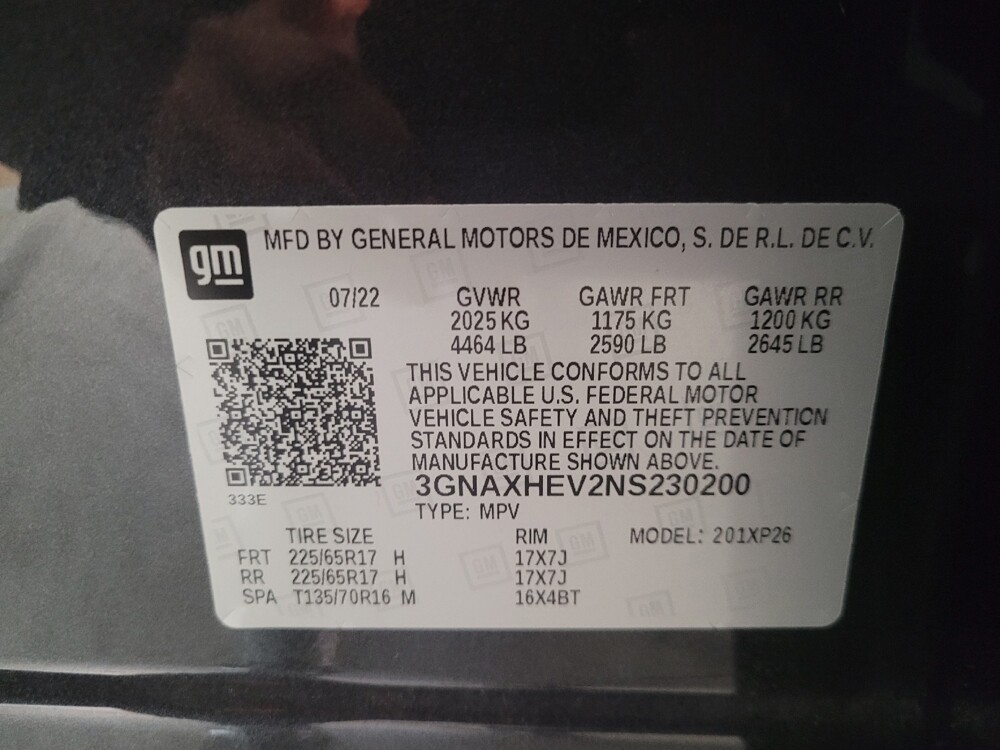 gm MFD BY GENERAL MOTORS DE MEXICO, S. DE R.L. DE C.V.
07/22 GVWR GAWR FRT GAWR RR
2025 KG 1175 KG 1200 KG
4464 LB 2590 LB 2645 LB
THIS VEHICLE CONFORMS TO ALL
APPLICABLE U.S. FEDERAL MOTOR
VEHICLE SAFETY AND THEFT PREVENTION
STANDARDS IN EFFECT ON THE DATE OF
MANUFACTURE SHOWN ABOVE.
333E 3GNAXHEV2NS230200
TYPE: MPV
TIRE SIZE RIM MODEL: 201XP26
FRT 225/65R17 H 17X7J
RR 225/65R17 H 17X7J
SPA T135/70R16 M 16X4BT